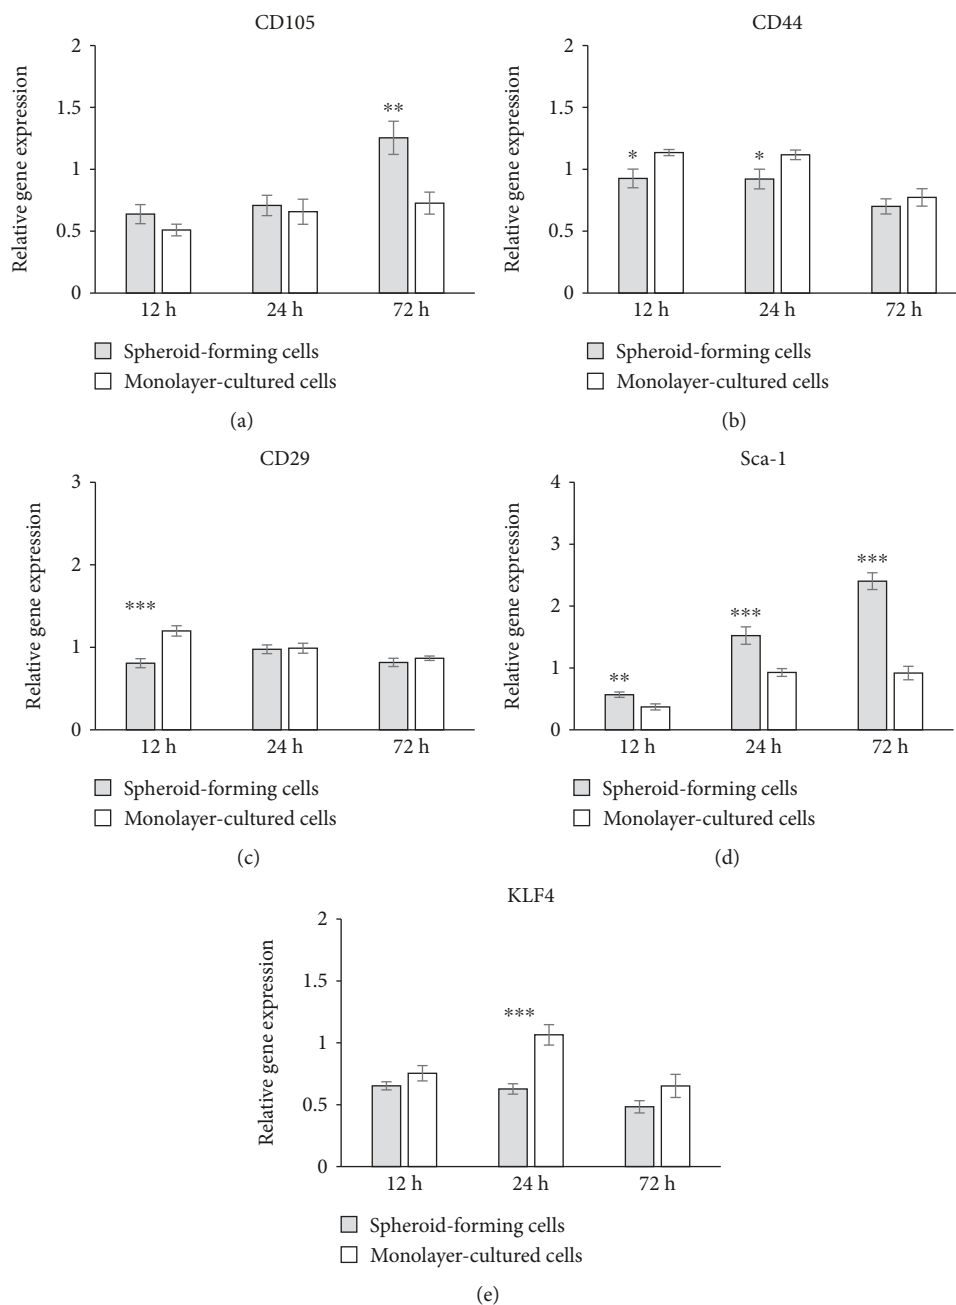 CD105
Relative gene expression
2
1.5
1
0.5
0
**
12 h
24 h
72 h
Spheroid-forming cells
Monolayer-cultured cells
(a)
CD44
Relative gene expression
2
1.5
1
0.5
0
*
*
12 h
24 h
72 h
Spheroid-forming cells
Monolayer-cultured cells
(b)
CD29
Relative gene expression
3
2
1
0
***
12 h
24 h
72 h
Spheroid-forming cells
Monolayer-cultured cells
(c)
Sca-1
Relative gene expression
4
3
2
1
0
**
***
***
12 h
24 h
72 h
Spheroid-forming cells
Monolayer-cultured cells
(d)
KLF4
Relative gene expression
2
1.5
1
0.5
0
***
12 h
24 h
72 h
Spheroid-forming cells
Monolayer-cultured cells
(e)